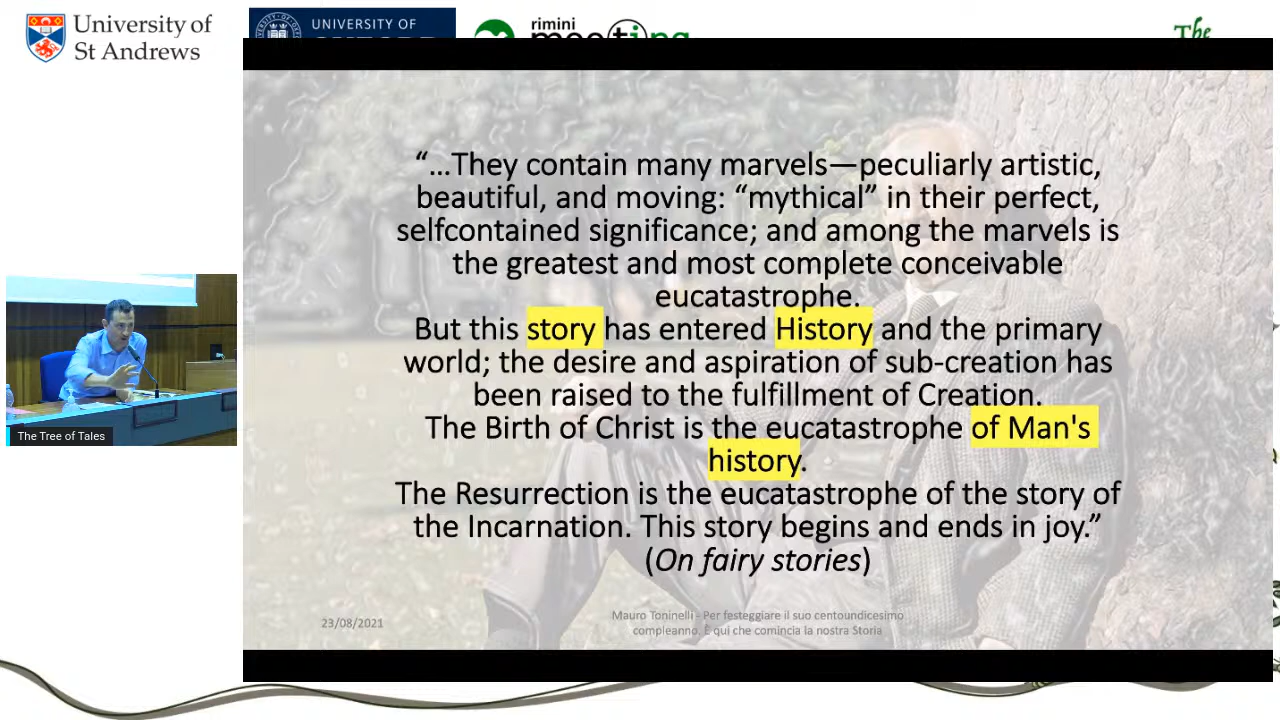 University of
St Andrews
UNIVERSITY OF
rimini
meeting
The
“…They contain many marvels—peculiarly artistic,
beautiful, and moving: “mythical” in their perfect,
selfcontained significance; and among the marvels is
the greatest and most complete conceivable
eucatastrophe.
But this story has entered History and the primary
world; the desire and aspiration of sub-creation has
been raised to the fulfillment of Creation.
The Birth of Christ is the eucatastrophe of Man's
history.
The Resurrection is the eucatastrophe of the story of
the Incarnation. This story begins and ends in joy.”
(On fairy stories)
The Tree of Tales
23/08/2021
Mauro Toninelli - Per festeggiare il suo centoundicesimo
compleanno. È qui che comincia la nostra Storia